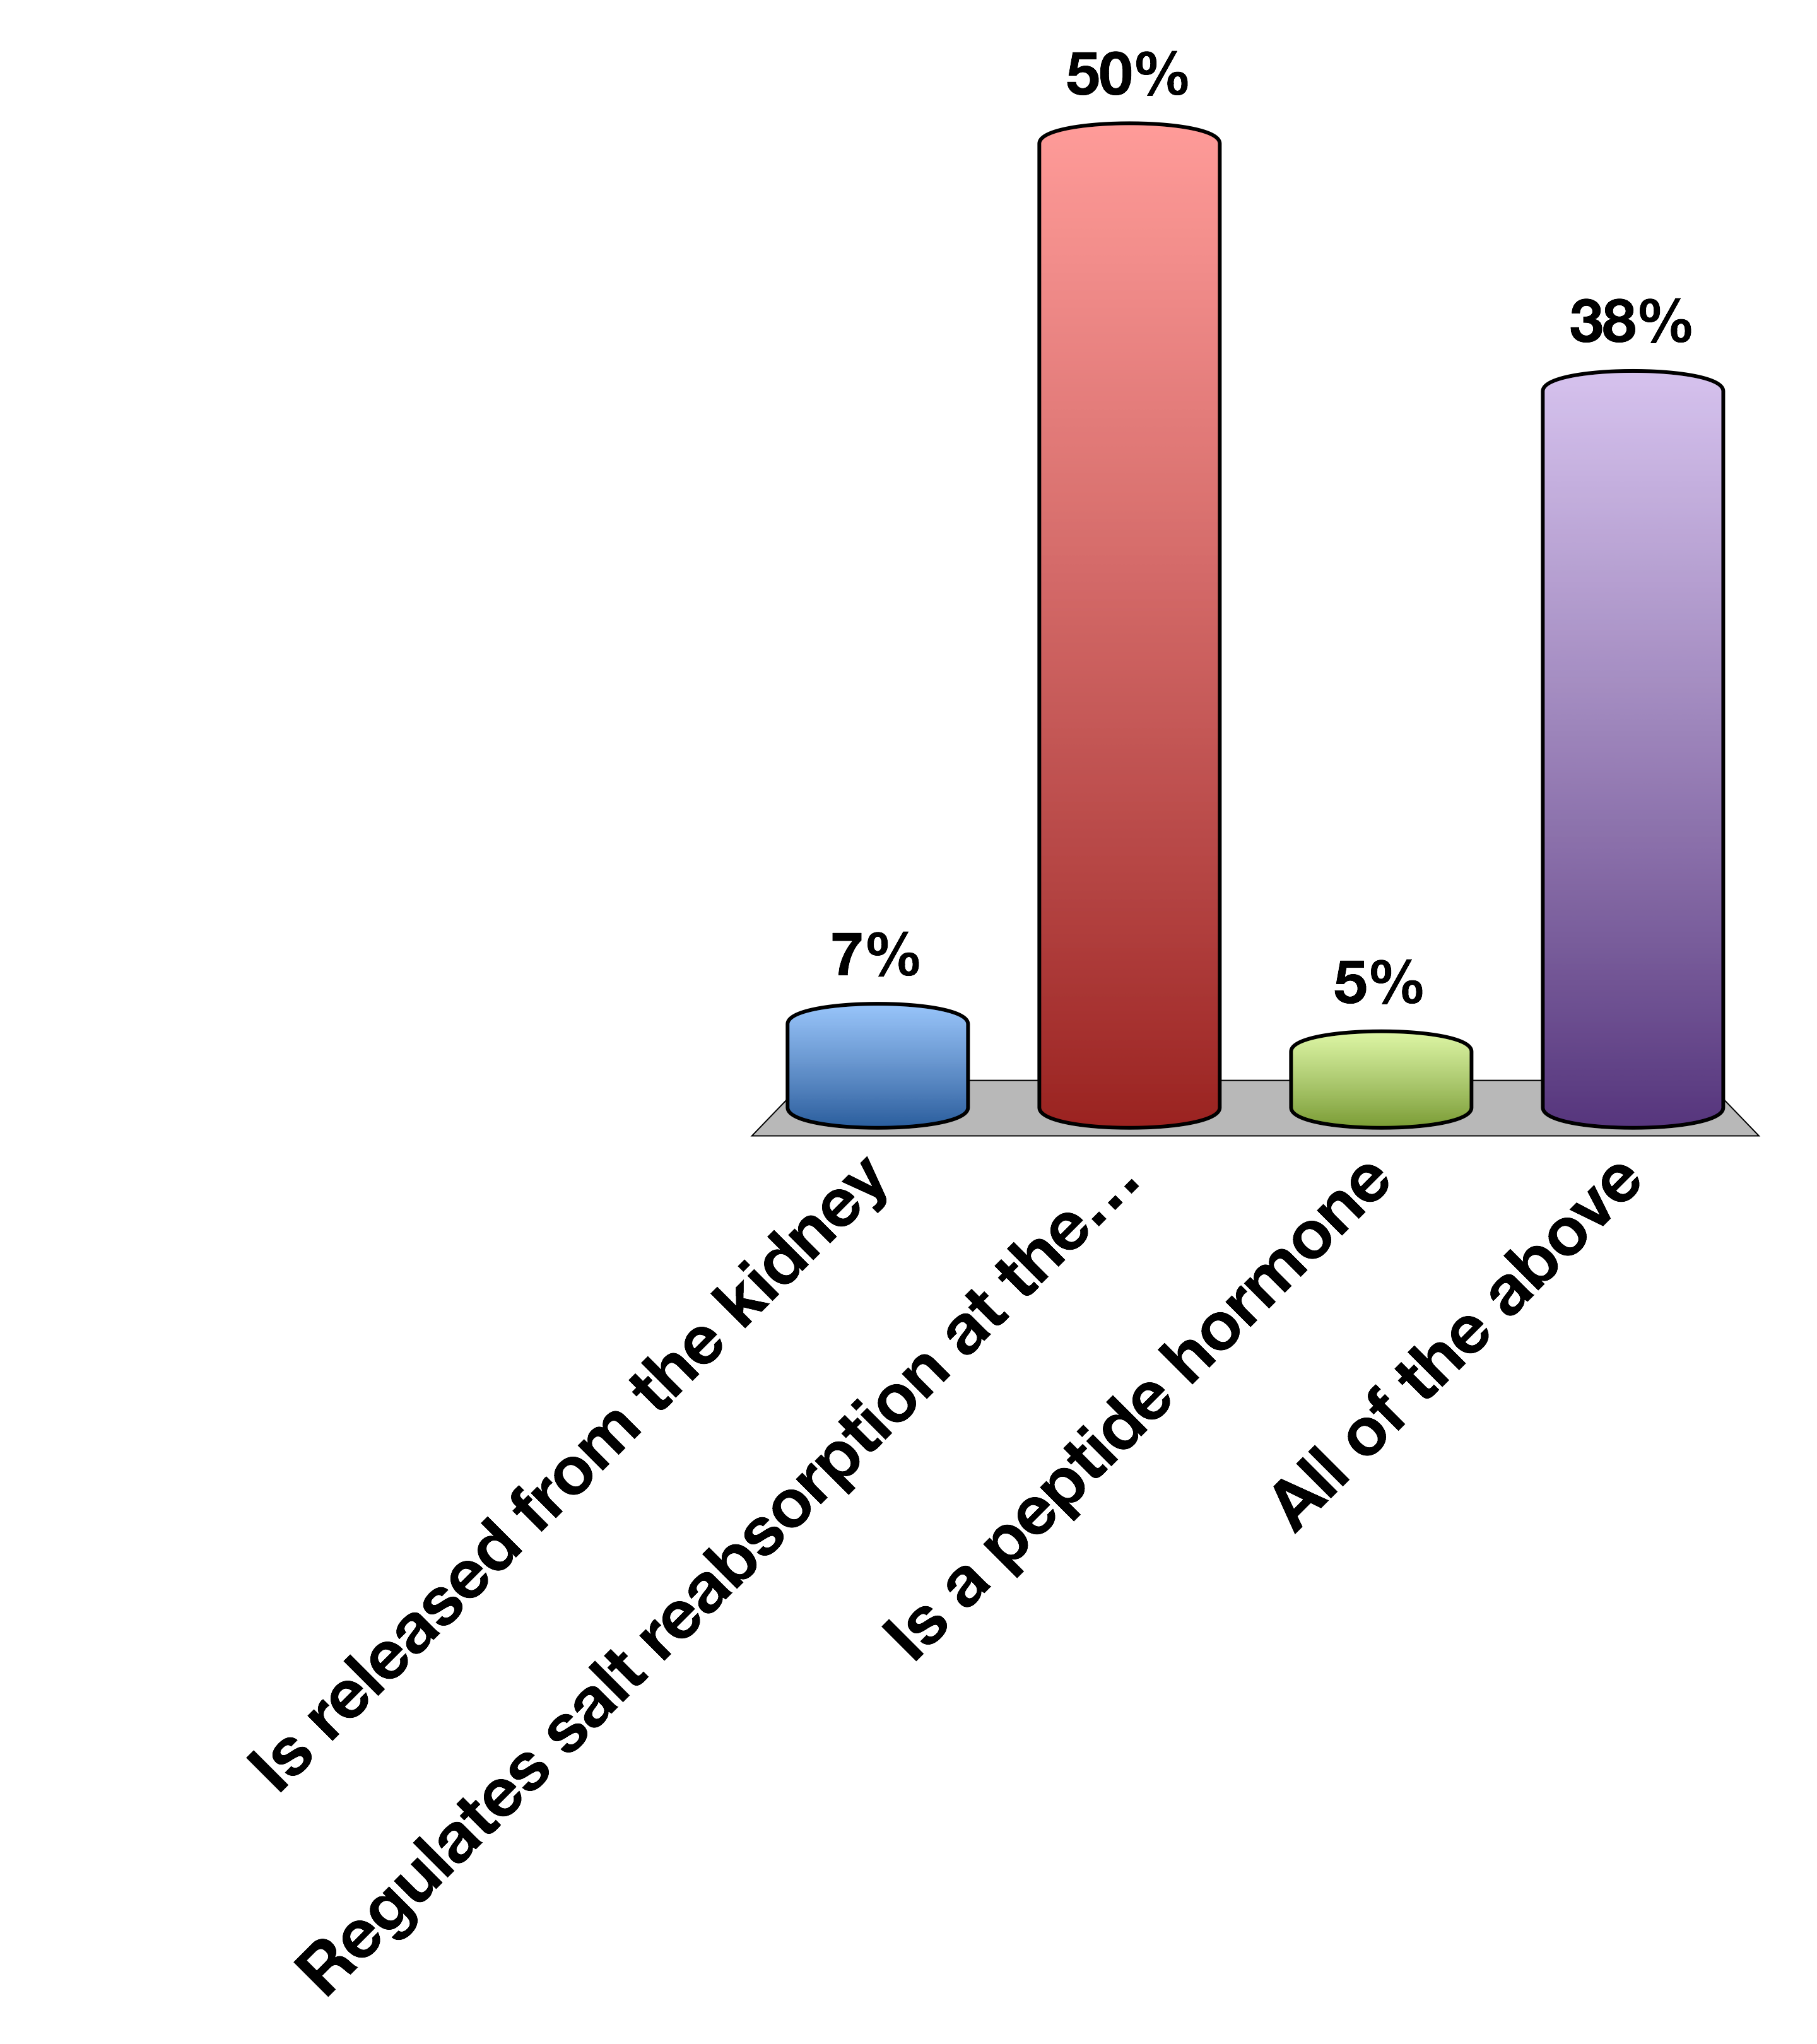 50%
38%
7%
5%
Is released from the kidney
Regulates salt reabsorption at the...
Is a peptide hormone
All of the above